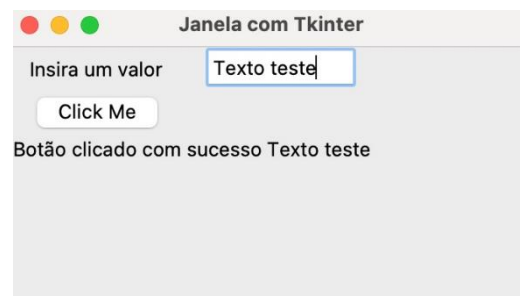 Janela com Tkinter
Insira um valor Texto teste
Click Me
Botão clicado com sucesso Texto teste